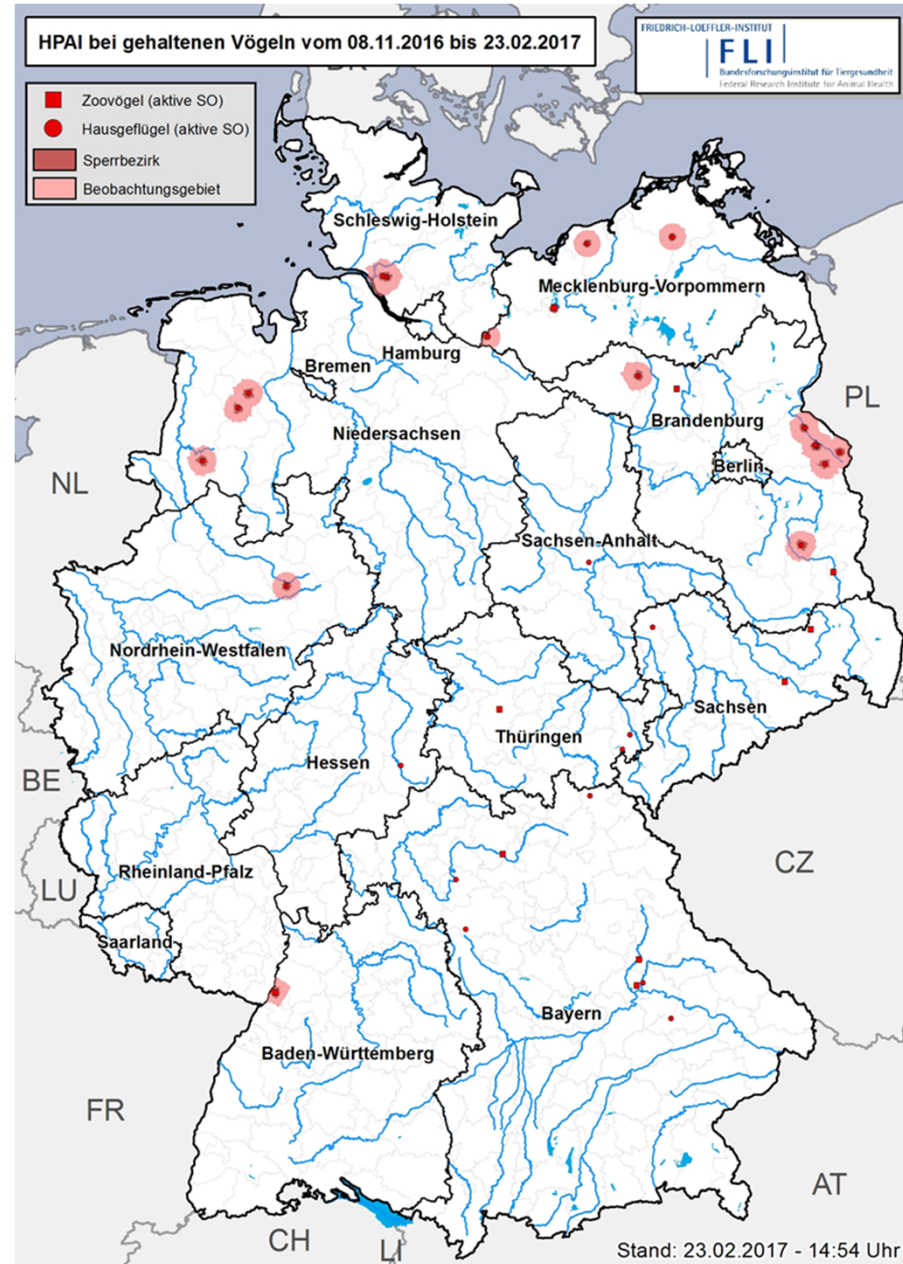 HPAI bei gehaltenen Vögeln vom 08.11.2016 bis 23.02.2017
FRIEDRICH-LOEFFLER-INSTITUT
FLI
Bundesforschungsinstitut für Tiergesundheit
Federal Research Institute for Animal Health
Zoovögel (aktive SO)
Hausgeflügel (aktive SO)
Sperrbezirk
Beobachtungsgebiet
Schleswig-Holstein
Mecklenburg-Vorpommern
Hamburg
Bremen
PL
Brandenburg
Niedersachsen
Berlin
NL
Sachsen-Anhalt
Nordrhein-Westfalen
Sachsen
Thüringen
Hessen
BE
CZ
Rheinland-Pfalz
LU
Saarland
Bayern
Baden-Württemberg
FR
AT
CH
LI
Stand: 23.02.2017 - 14:54 Uhr